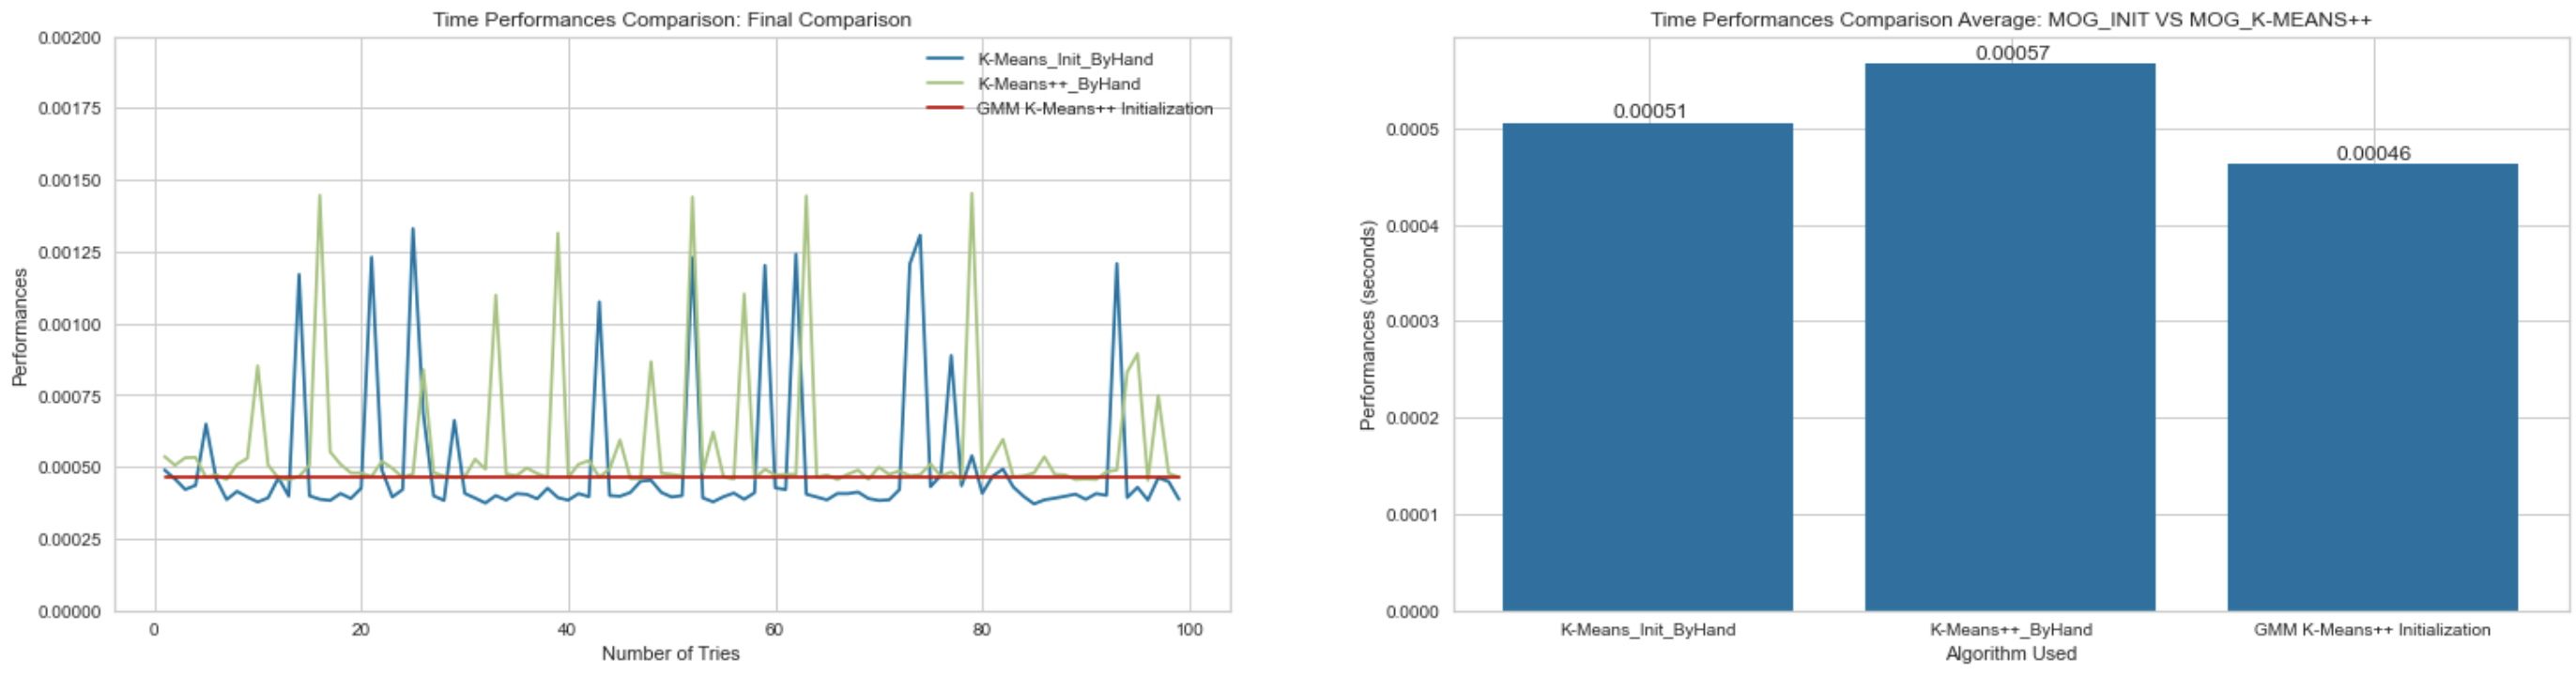 Time Performances Comparison: Final Comparison
K-Means_Init_ByHand
K-Means++_ByHand
GMM K-Means++ Initialization
Performances
0.00200
0.00175
0.00150
0.00125
0.00100
0.00075
0.00050
0.00025
0.00000
0 20 40 60 80 100
Number of Tries
Time Performances Comparison Average: MOG_INIT VS MOG_K-MEANS++
0.00051
0.00057
0.00046
Performances (seconds)
0.0005
0.0004
0.0003
0.0002
0.0001
0.0000
K-Means_Init_ByHand K-Means++_ByHand GMM K-Means++ Initialization
Algorithm Used